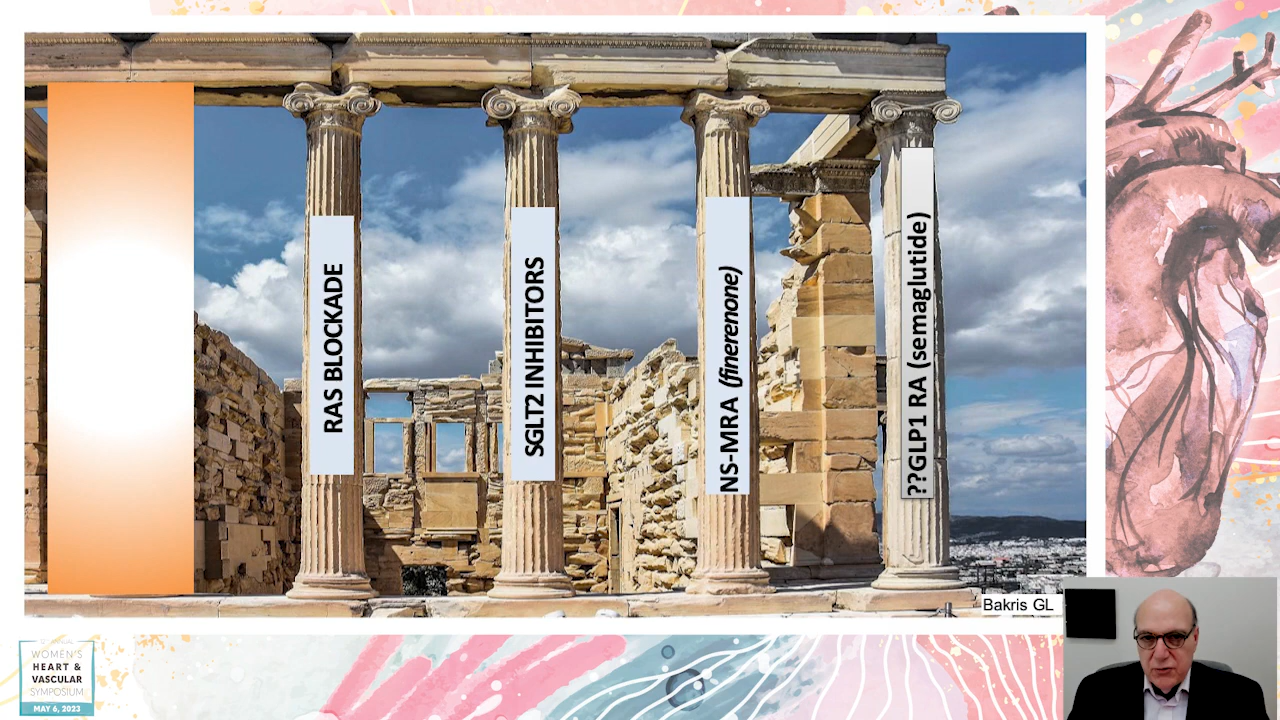 RAS BLOCKADE
SGLT2 INHIBITORS
NS-MRA (finerenone)
??GLP1 RA (semaglutide)
Bakris GL
WOMEN'S
HEART &
VASCULAR
SYMPOSIUM
MAY 6, 2023